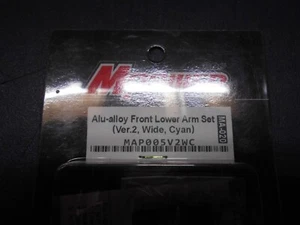 Alu-alloy Front Lower Arm Set
(Ver.2, Wide, Cyan)
MAP005V2WC